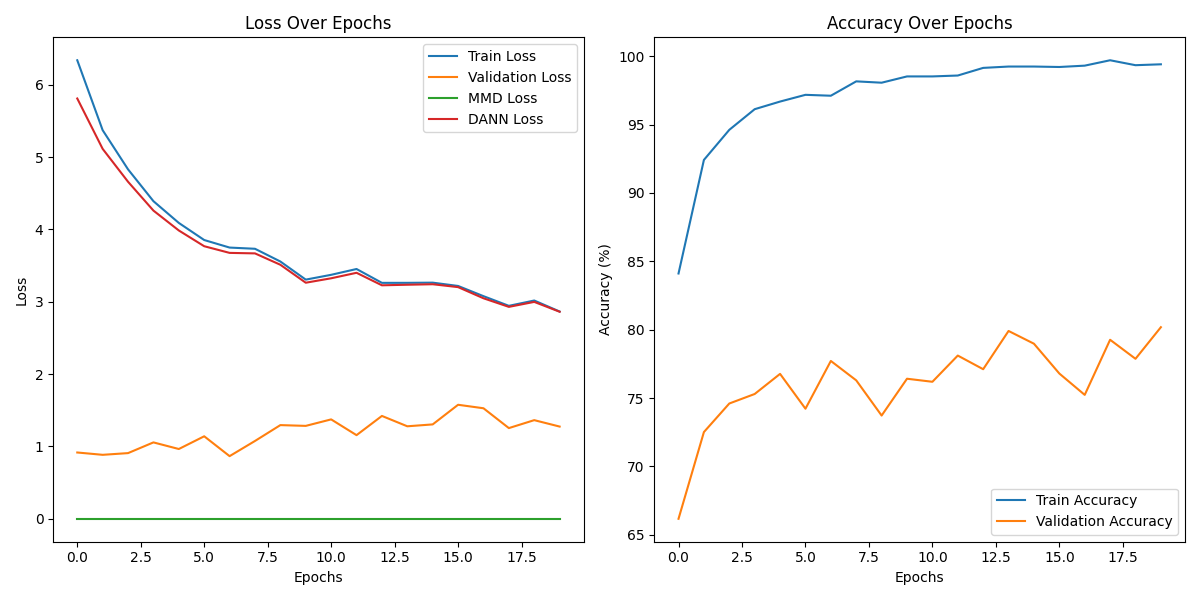 Loss Over Epochs
Train Loss
Validation Loss
MMD Loss
DANN Loss
6
5
4
3
2
1
0
Loss
0.0 2.5 5.0 7.5 10.0 12.5 15.0 17.5
Epochs
Accuracy Over Epochs
100
95
90
85
80
75
70
65
Accuracy (%)
Train Accuracy
Validation Accuracy
0.0 2.5 5.0 7.5 10.0 12.5 15.0 17.5
Epochs